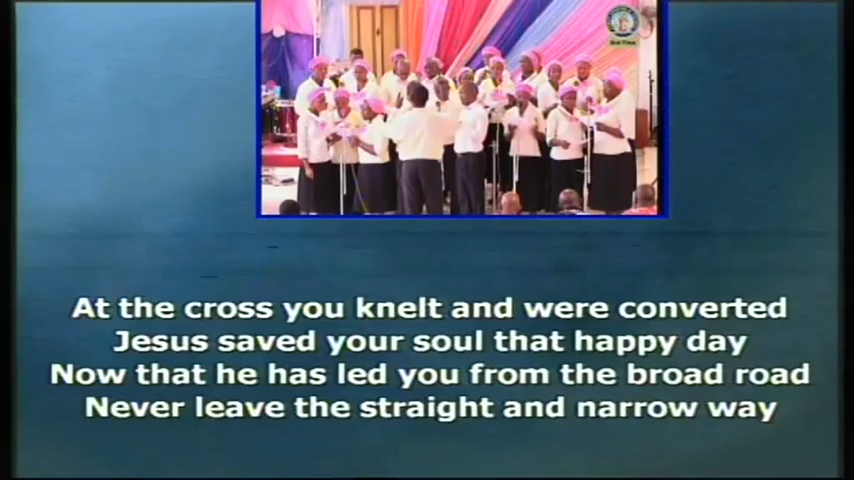 At the cross you knelt and were converted
Jesus saved your soul that happy day
Now that he has led you from the broad road
Never leave the straight and narrow way